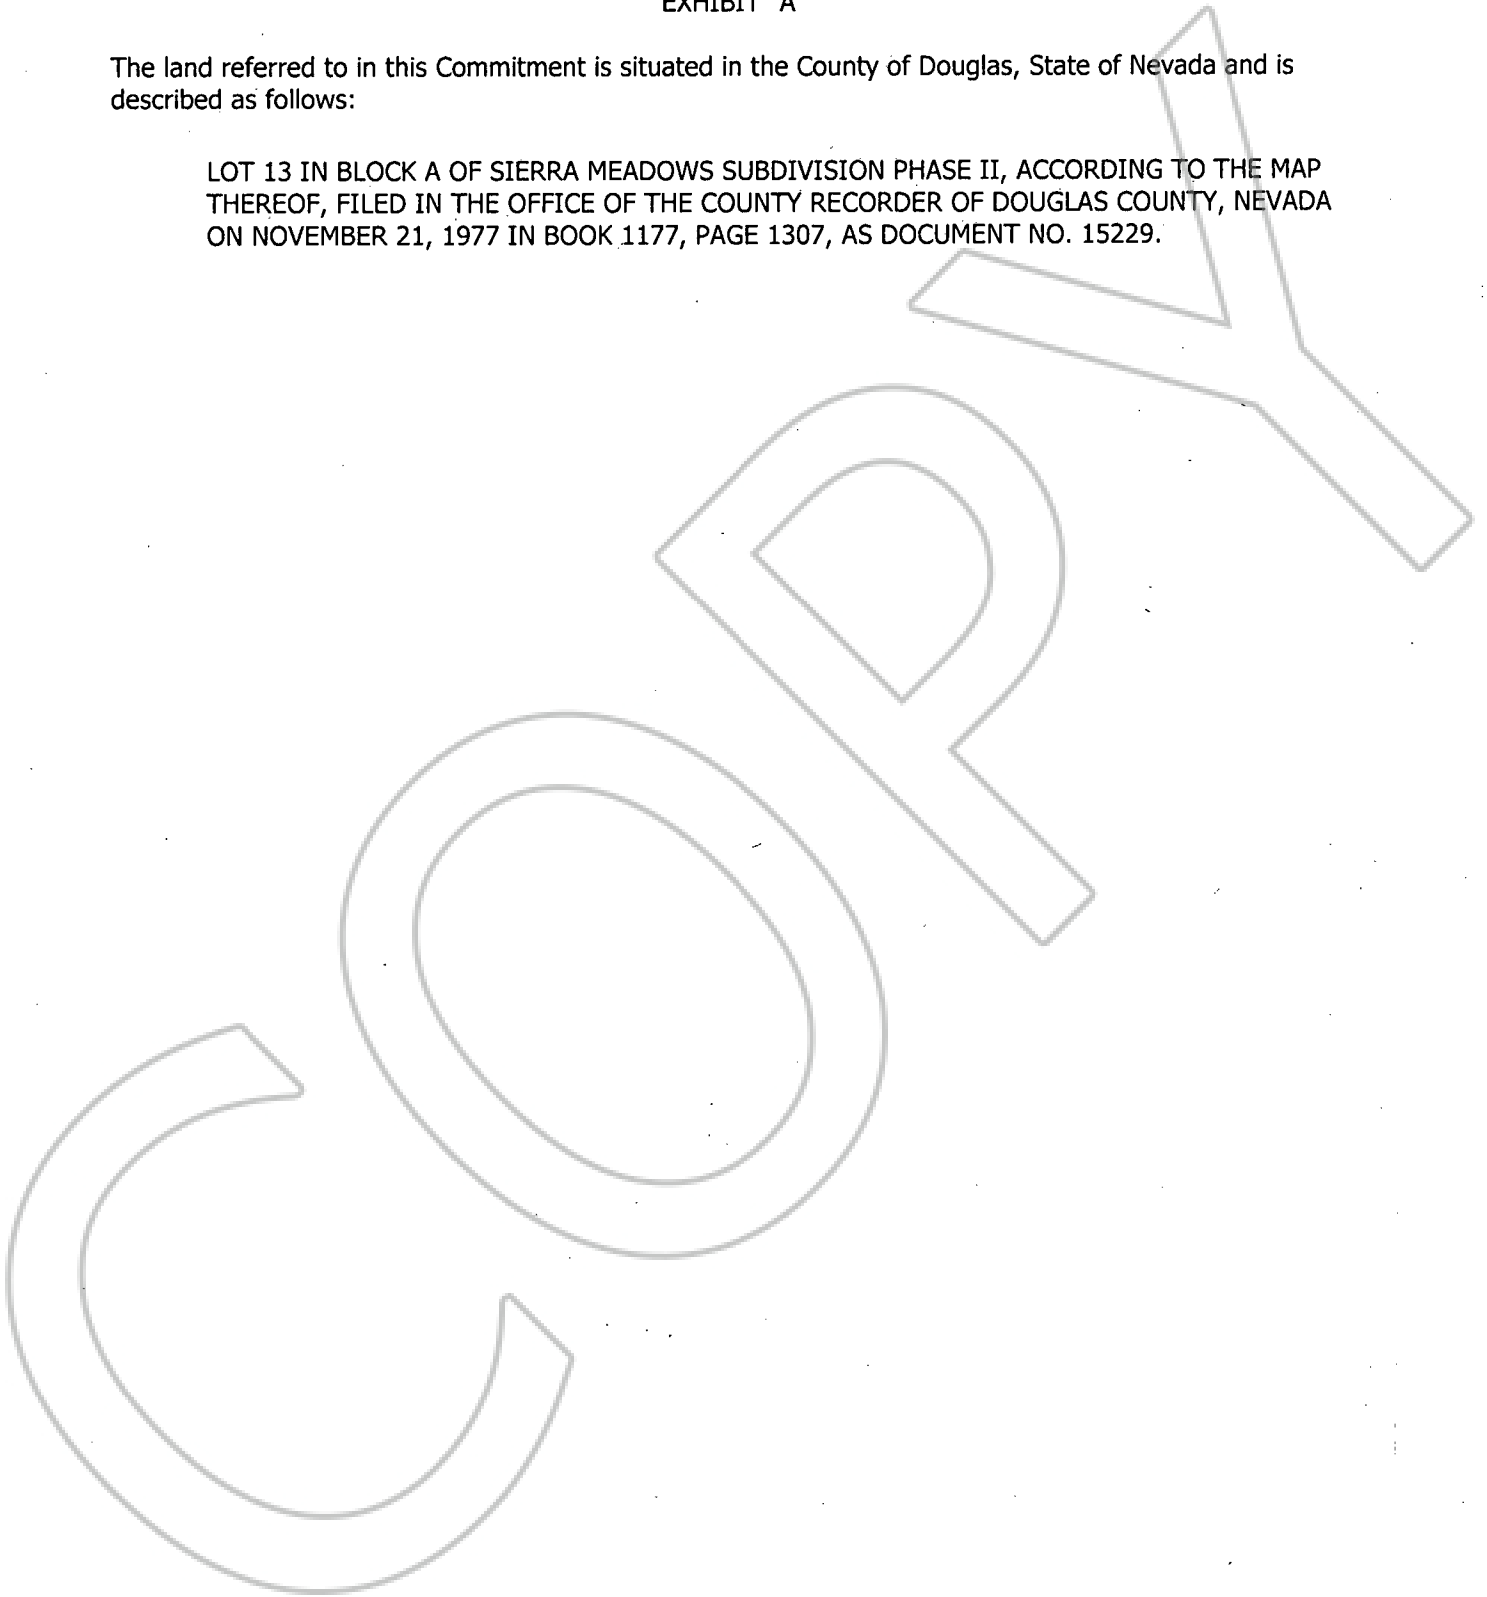 EXHIBIT "A"
The land referred to in this Commitment is situated in the County of Douglas, State of Nevada and is
described as follows:
LOT 13 IN BLOCK A OF SIERRA MEADOWS SUBDIVISION PHASE II, ACCORDING TO THE MAP
THEREOF, FILED IN THE OFFICE OF THE COUNTY RECORDER OF DOUGLAS COUNTY, NEVADA
ON NOVEMBER 21, 1977 IN BOOK 1177, PAGE 1307, AS DOCUMENT NO. 15229.
COPY